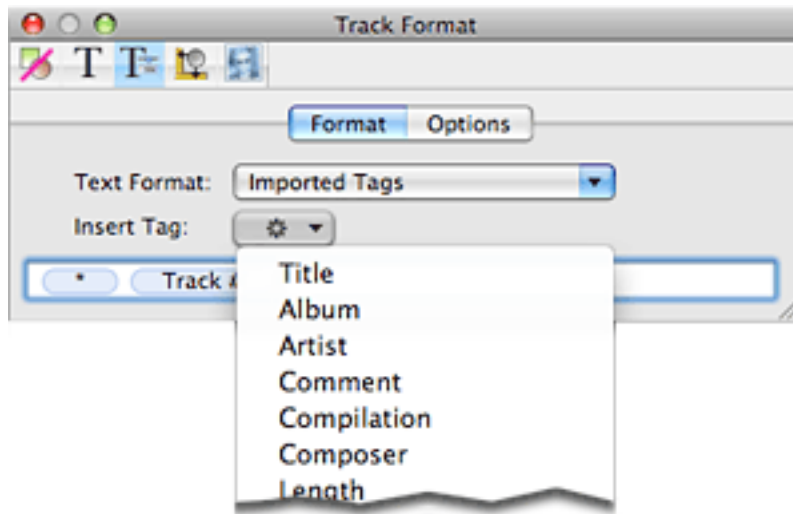 Track Format
T T
Format Options
Text Format: Imported Tags
Insert Tag:
* Track
Title
Album
Artist
Comment
Compilation
Composer
Length